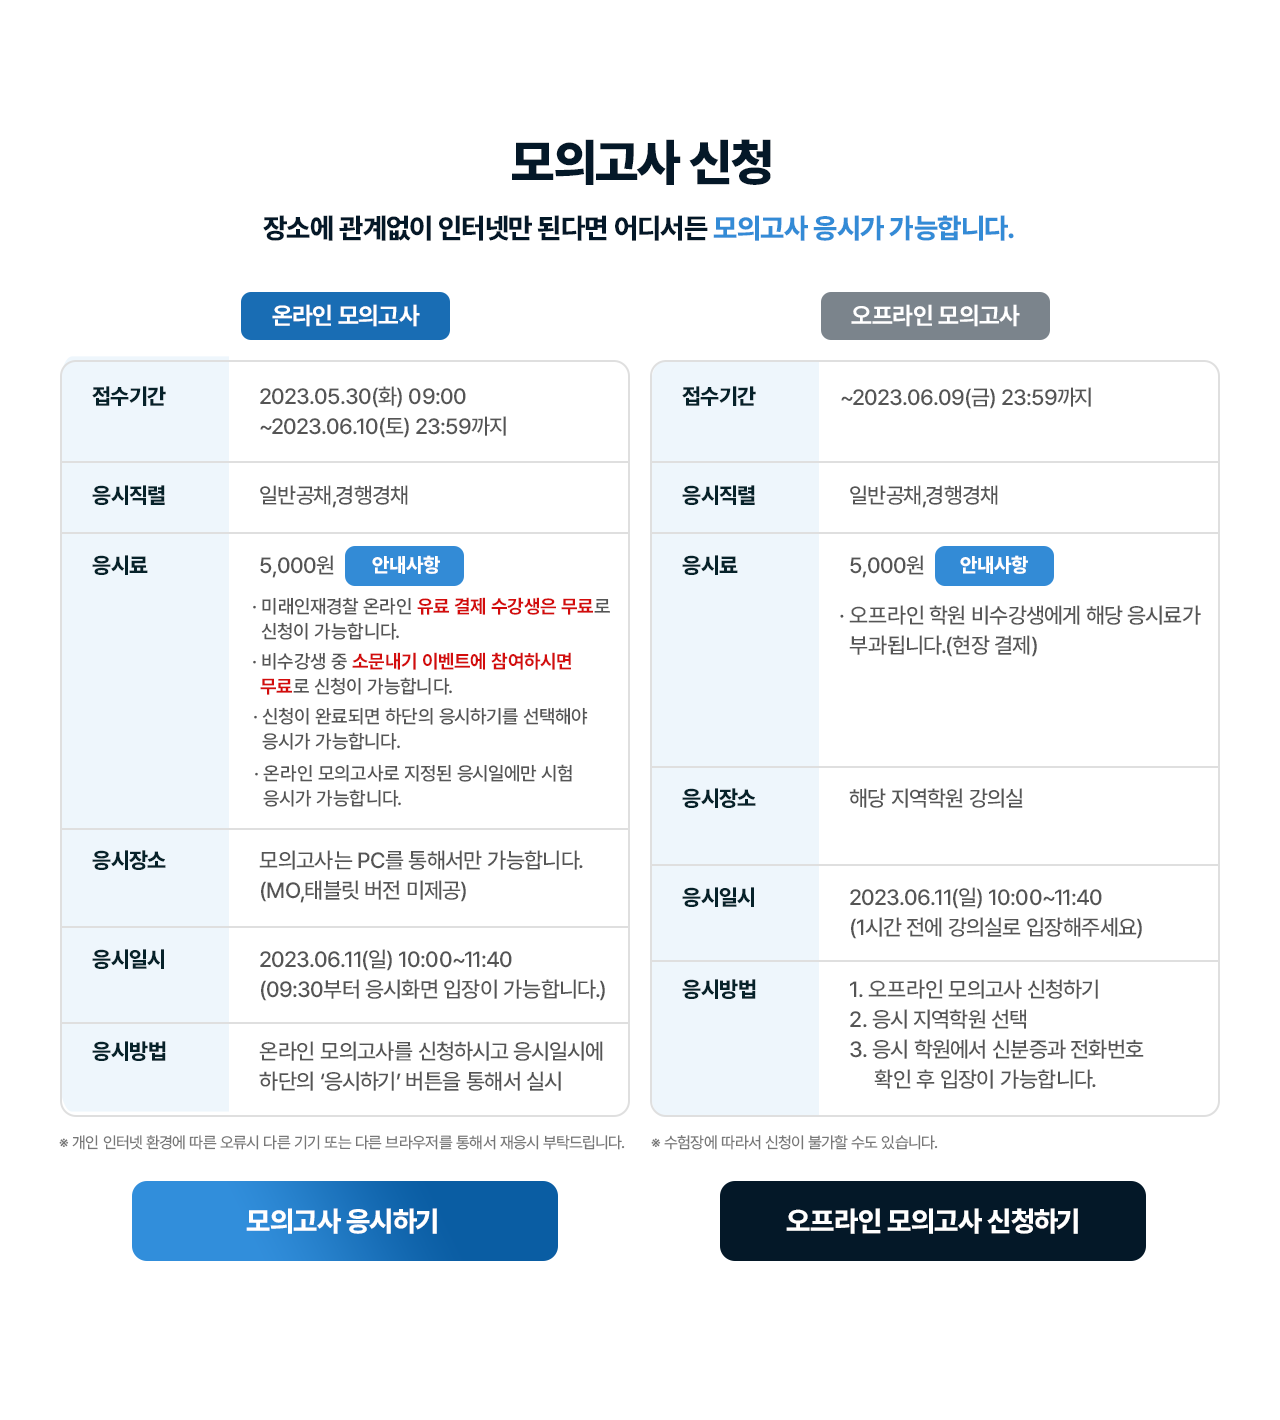 모의고사 신청
장소에 관계없이 인터넷만 된다면 어디서든 모의고사 응시가 가능합니다.
온라인 모의고사
접수기간
2023.05.30(화) 09:00
~2023.06.10(토) 23:59까지
응시직렬
일반공채,경행경채
응시료
5,000원 안내사항
· 미래인재경찰 온라인 유료 결제 수강생은 무료로
신청이 가능합니다.
· 비수강생 중 소문내기 이벤트에 참여하시면
무료로 신청이 가능합니다.
· 신청이 완료되면 하단의 응시하기를 선택해야
응시가 가능합니다.
· 온라인 모의고사로 지정된 응시일에만 시험
응시가 가능합니다.
응시장소
모의고사는 PC를 통해서만 가능합니다.
(MO,태블릿 버전 미제공)
응시일시
2023.06.11(일) 10:00~11:40
(09:30부터 응시화면 입장이 가능합니다.)
응시방법
온라인 모의고사를 신청하시고 응시일시에
하단의 ‘응시하기’ 버튼을 통해서 실시
※ 개인 인터넷 환경에 따른 오류시 다른 기기 또는 다른 브라우저를 통해서 재응시 부탁드립니다.
모의고사 응시하기
오프라인 모의고사
접수기간
~2023.06.09(금) 23:59까지
응시직렬
일반공채,경행경채
응시료
5,000원 안내사항
· 오프라인 학원 비수강생에게 해당 응시료가
부과됩니다.(현장 결제)
응시장소
해당 지역학원 강의실
응시일시
2023.06.11(일) 10:00~11:40
(1시간 전에 강의실로 입장해주세요)
응시방법
1. 오프라인 모의고사 신청하기
2. 응시 지역학원 선택
3. 응시 학원에서 신분증과 전화번호
확인 후 입장이 가능합니다.
※ 수험장에 따라서 신청이 불가할 수도 있습니다.
오프라인 모의고사 신청하기